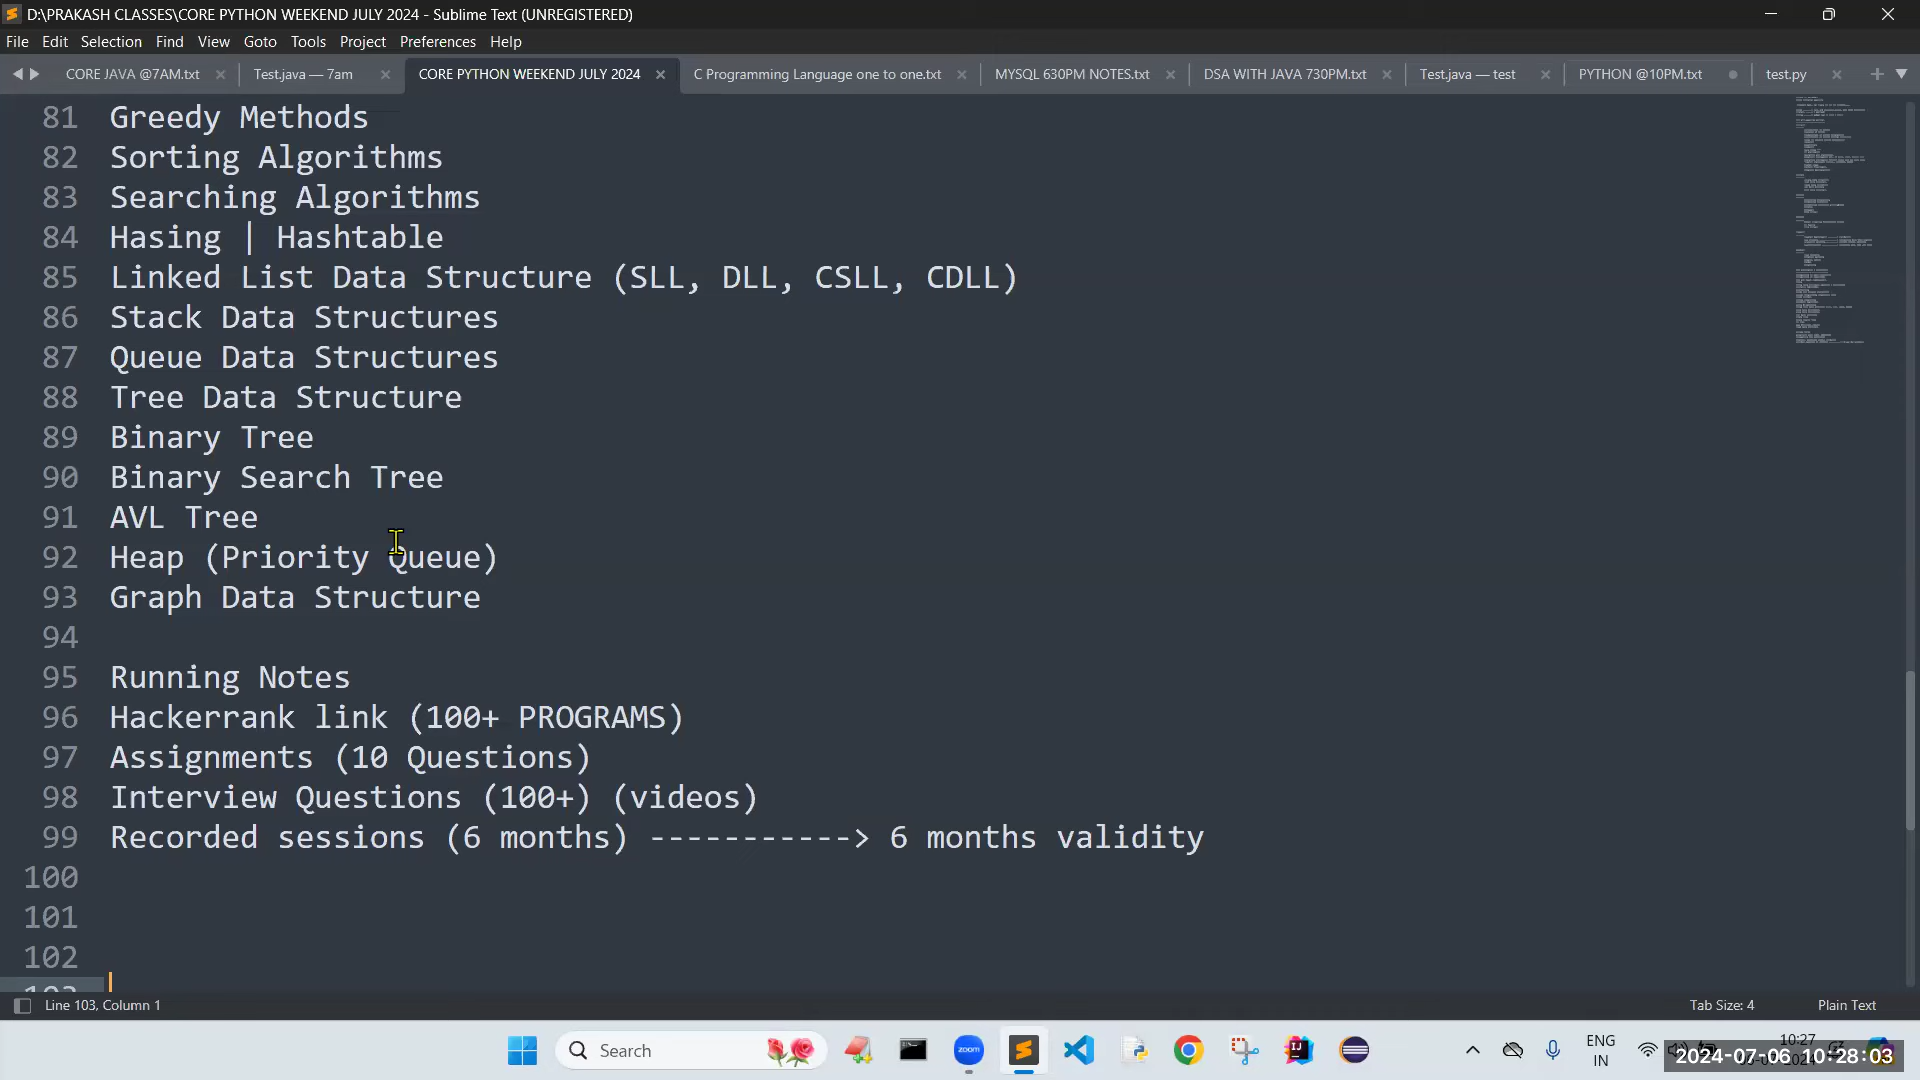 D:\PRAKASH CLASSES\CORE PYTHON WEEKEND JULY 2024 - Sublime Text (UNREGISTERED)
File Edit Selection Find View Goto Tools Project Preferences Help
CORE JAVA @7AM.txt Test.java — 7am CORE PYTHON WEEKEND JULY 2024 C Programming Language one to one.txt MYSQL 630PM NOTES.txt DSA WITH JAVA 730PM.txt Test.java — test PYTHON @10PM.txt test.py
81 Greedy Methods
82 Sorting Algorithms
83 Searching Algorithms
84 Hasing | Hashtable
85 Linked List Data Structure (SLL, DLL, CSLL, CDLL)
86 Stack Data Structures
87 Queue Data Structures
88 Tree Data Structure
89 Binary Tree
90 Binary Search Tree
91 AVL Tree
92 Heap (Priority Queue)
93 Graph Data Structure
94
95 Running Notes
96 Hackerrank link (100+ PROGRAMS)
97 Assignments (10 Questions)
98 Interview Questions (100+) (videos)
99 Recorded sessions (6 months) -----------> 6 months validity
100
101
102
103
Line 103, Column 1 Tab Size: 4 Plain Text
Search zoom ENG 10:27
IN 2024-07-06 10:28:03